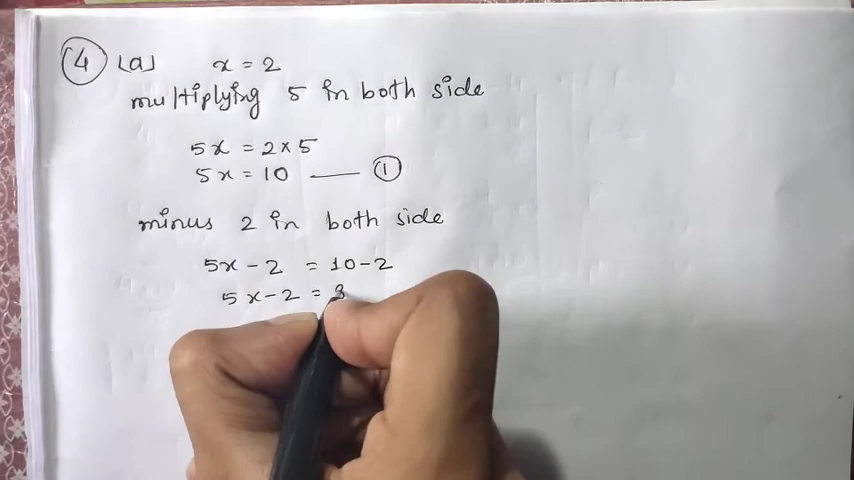 ④ (a) x = 2
multiplying 5 in both side
5x = 2 × 5
5x = 10 —— ①
minus 2 in both side
5x - 2 = 10 - 2
5x - 2 = 8